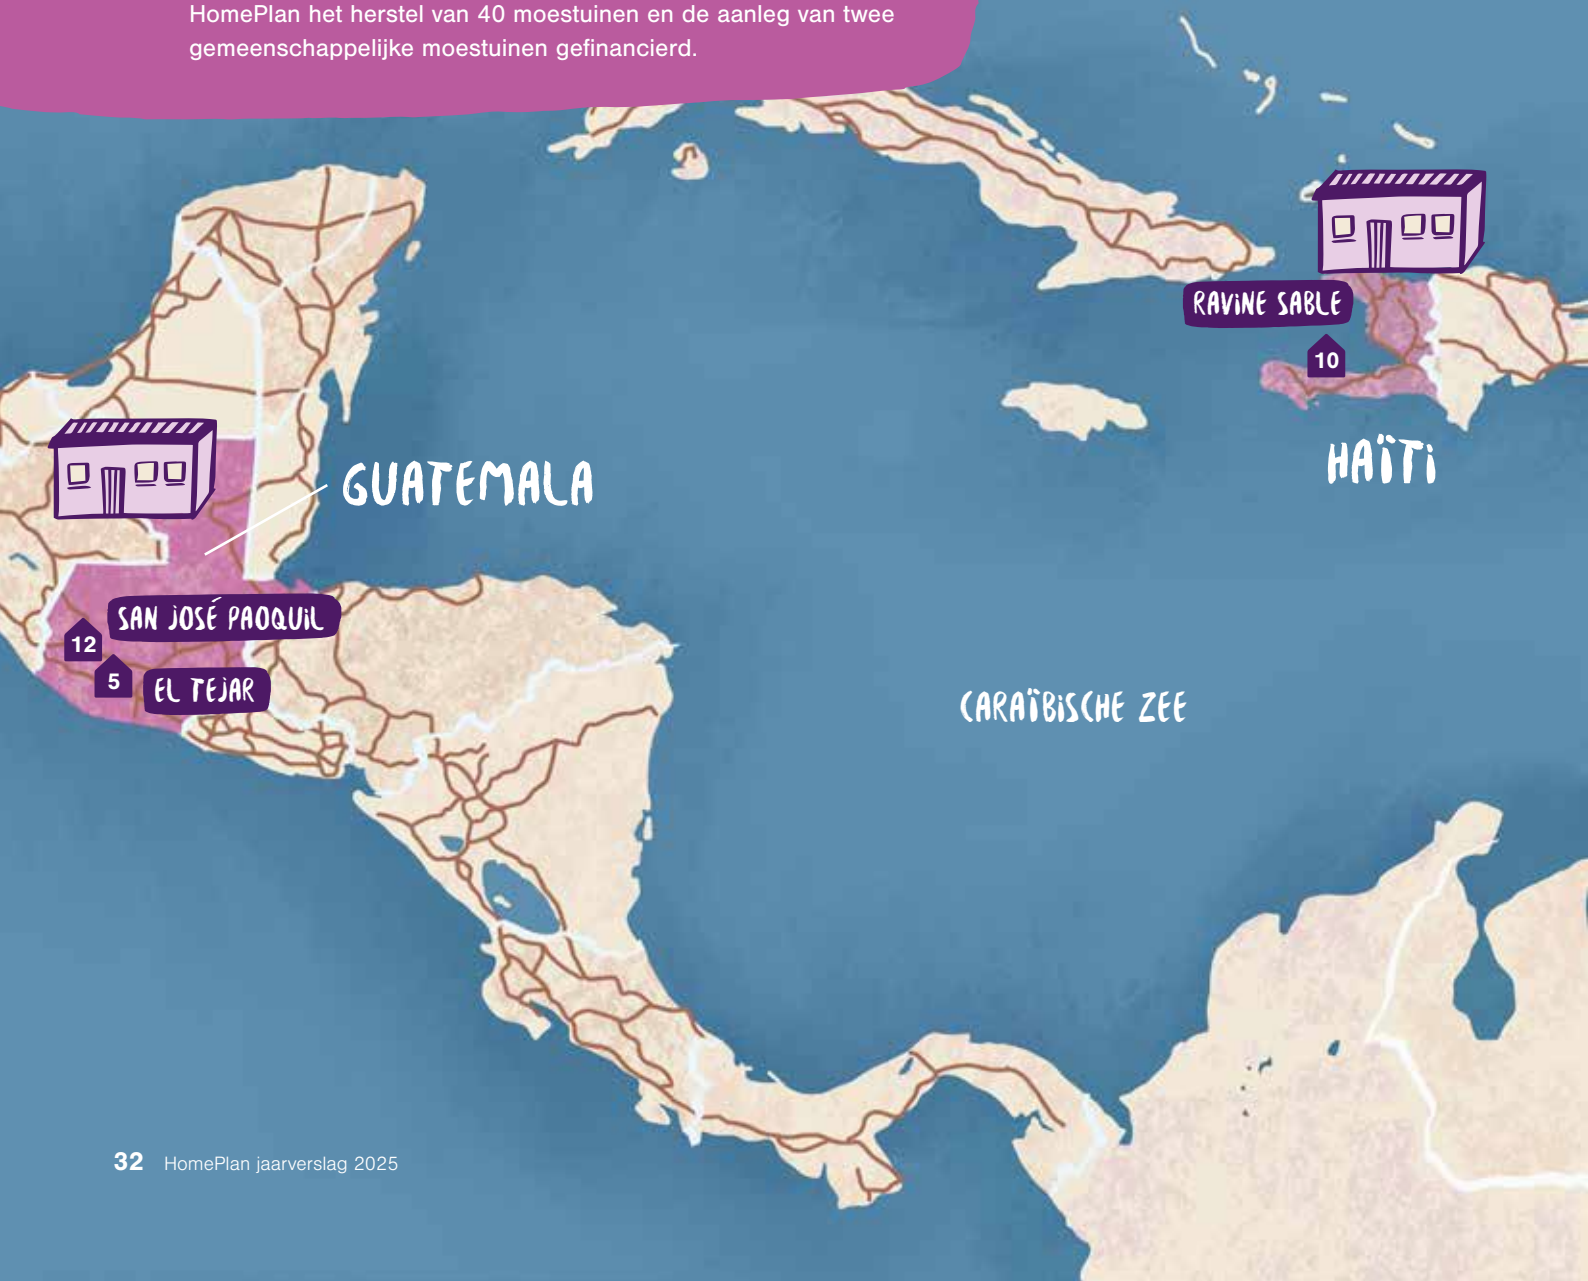 HomePlan het herstel van 40 moestuinen en de aanleg van twee
gemeenschappelijke moestuinen gefinancierd.
RAVINE SABLE
10
HAÏTI
GUATEMALA
SAN JOSÉ PAOQUIL
12
5
EL TEJAR
CARAÏBISCHE ZEE
32 HomePlan jaarverslag 2025